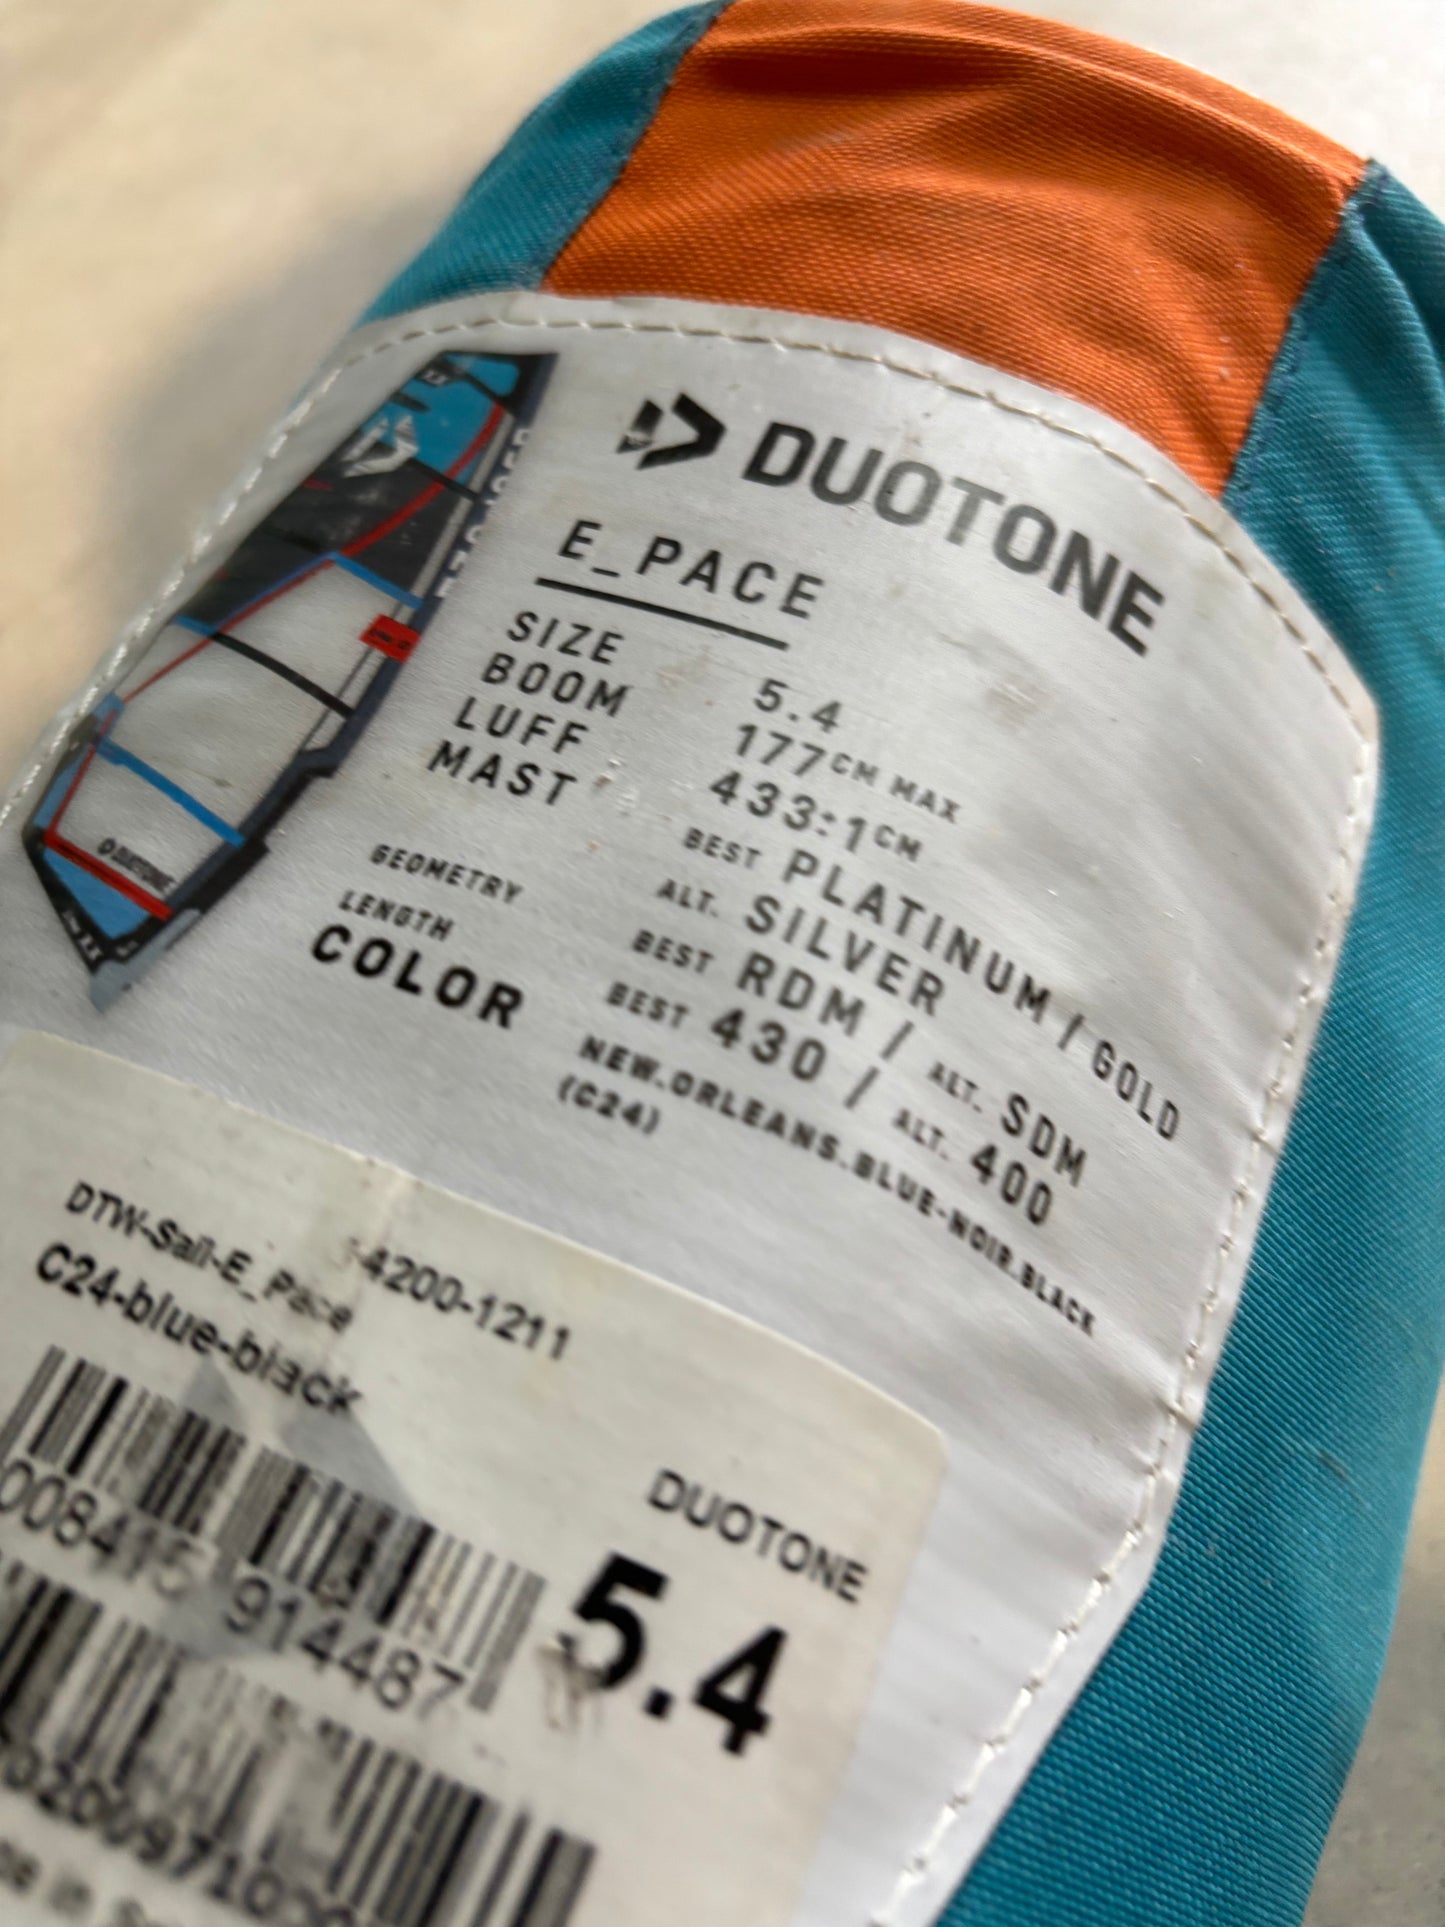 DUOTONE
E_PACE
SIZE 5.4
BOOM 177CM MAX
LUFF 433:1CM
MAST BEST PLATINUM / GOLD
ALT. SILVER
GEOMETRY BEST RDM / ALT. SDM
LENGTH BEST 430 / ALT. 400
COLOR NEW.ORLEANS.BLUE-NOIR.BLACK
(C24)
DUOTONE
4200-1211
DTW-Sail-E_Pace
C24-blue-black
DUOTONE
5.4
914487